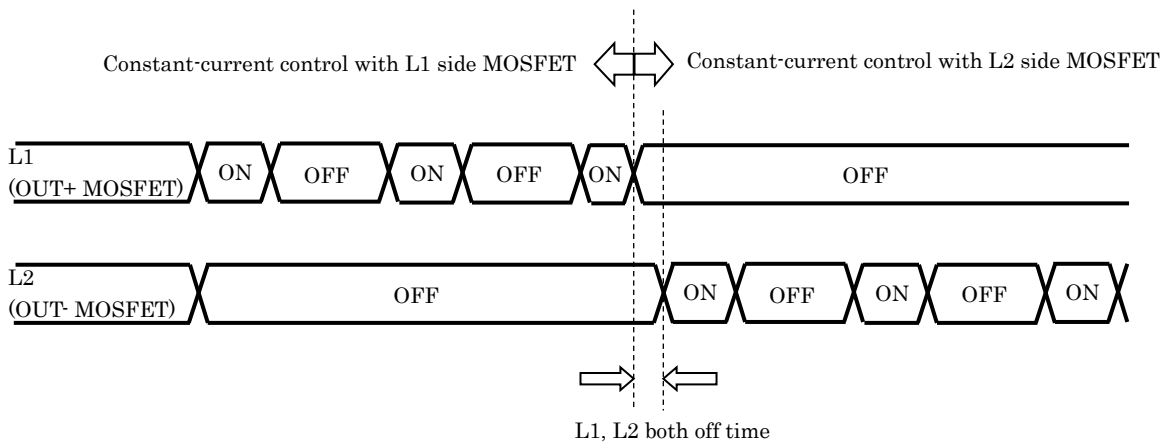 Constant-current control with L1 side MOSFET
Constant-current control with L2 side MOSFET
L1
(OUT+ MOSFET)
ON
OFF
ON
OFF
ON
OFF
L2
(OUT- MOSFET)
OFF
ON
OFF
ON
OFF
ON
L1, L2 both off time